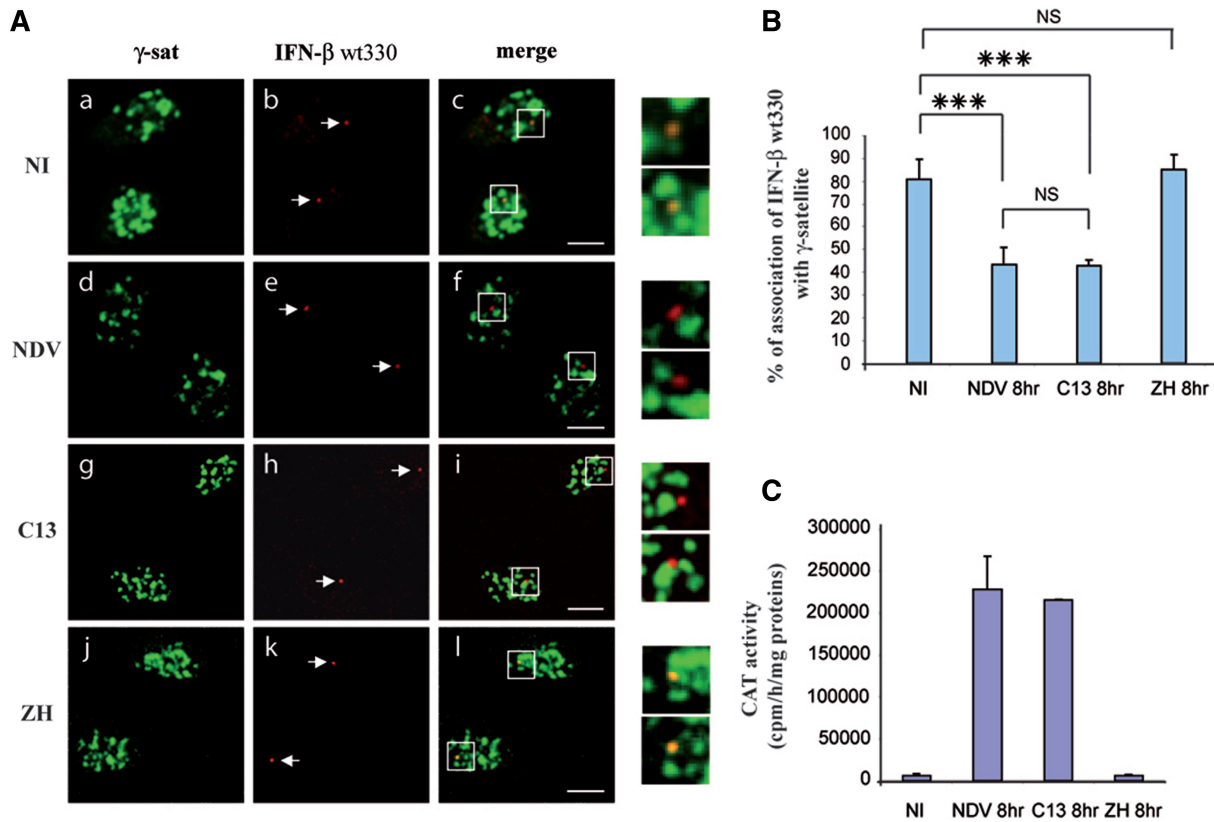 A
γ-sat IFN-β wt330 merge
NI
a b c
NDV
d e f
C13
g h i
ZH
j k l
B
NS
***
***
NS
% of association of IFN-β wt330
with γ-satellite
100
90
80
70
60
50
40
30
20
10
0
NI NDV 8hr C13 8hr ZH 8hr
C
CAT activity
(cpm/h/mg proteins)
300000
250000
200000
150000
100000
50000
0
NI NDV 8hr C13 8hr ZH 8hr